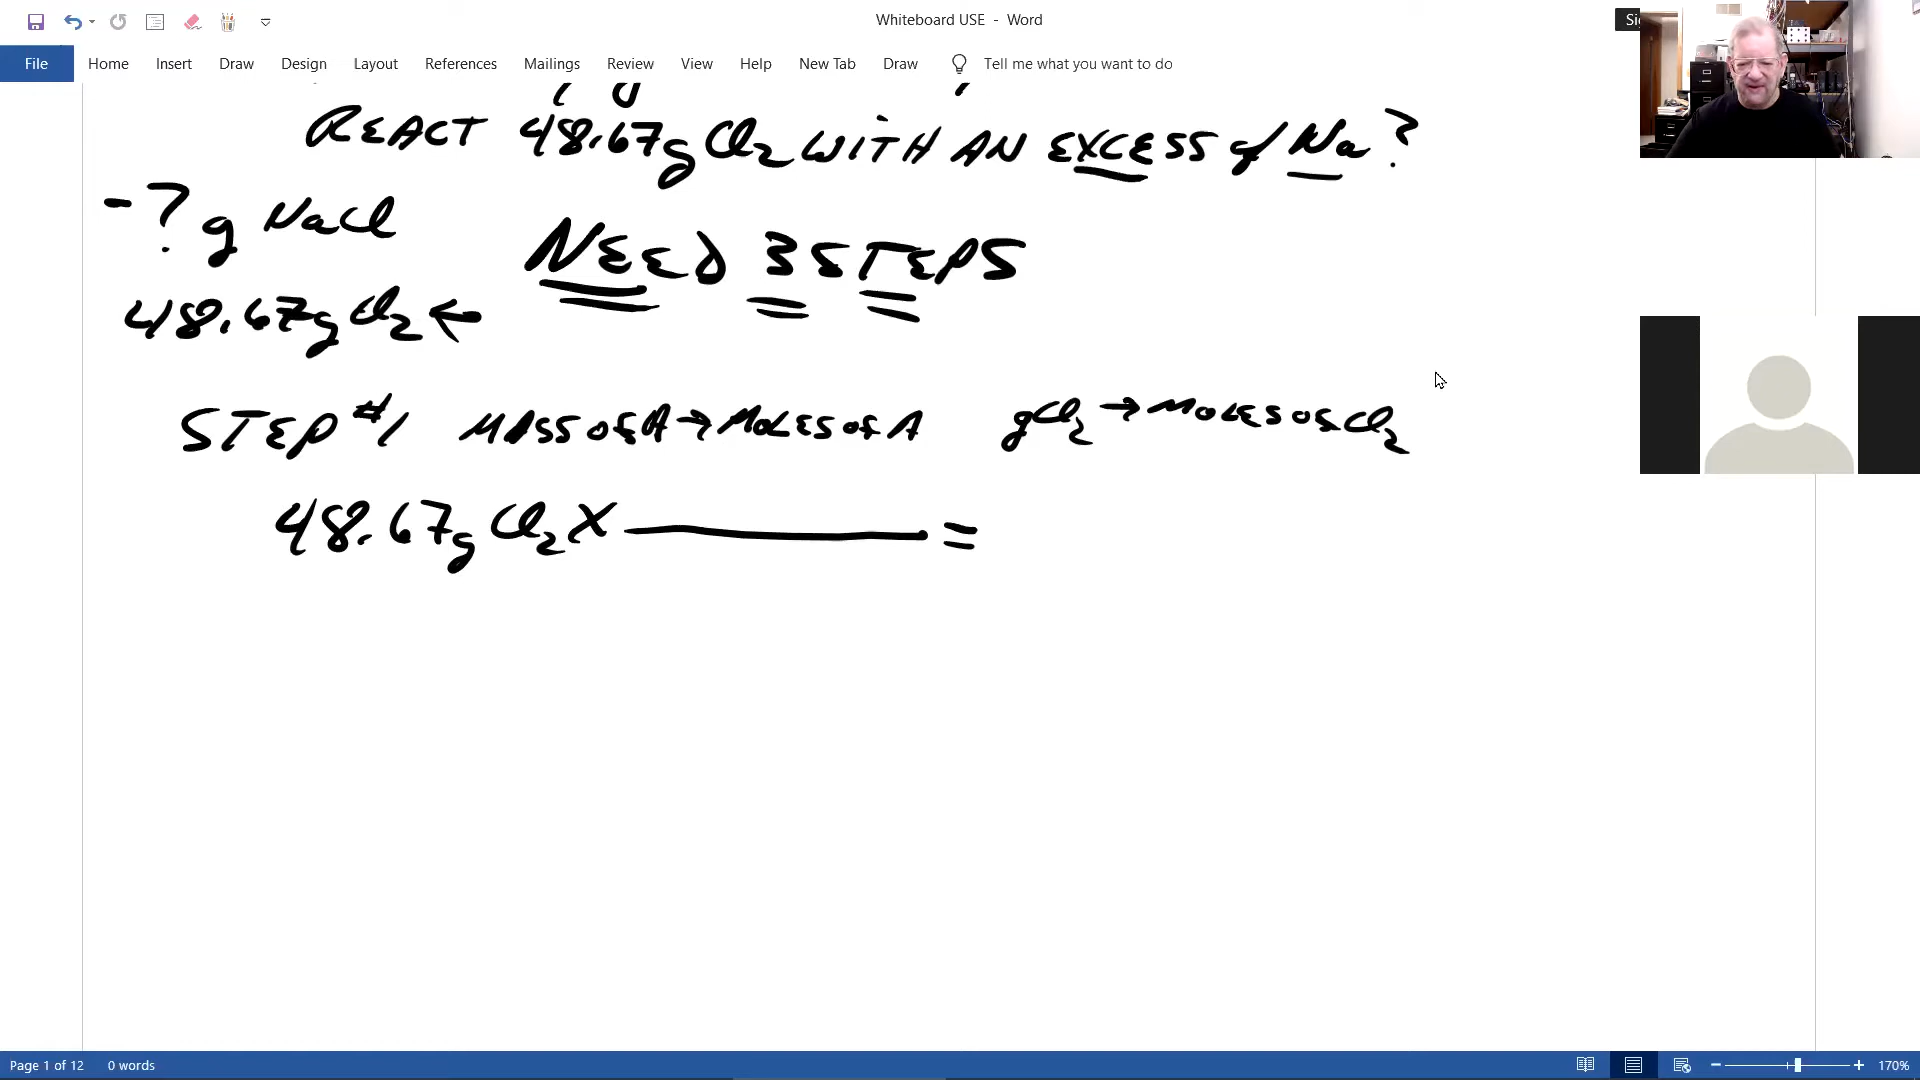 Whiteboard USE - Word
File Home Insert Draw Design Layout References Mailings Review View Help New Tab Draw Tell me what you want to do
REACT 48.67g Cl2 WITH AN EXCESS of Na?
-? g NaCl
NEED 3 STEPS
48.67g Cl2 ←
STEP #1 MASS OF A → MOLES OF A gCl2 → MOLES OF Cl2
48.67g Cl2 X =
Page 1 of 12 0 words 170%